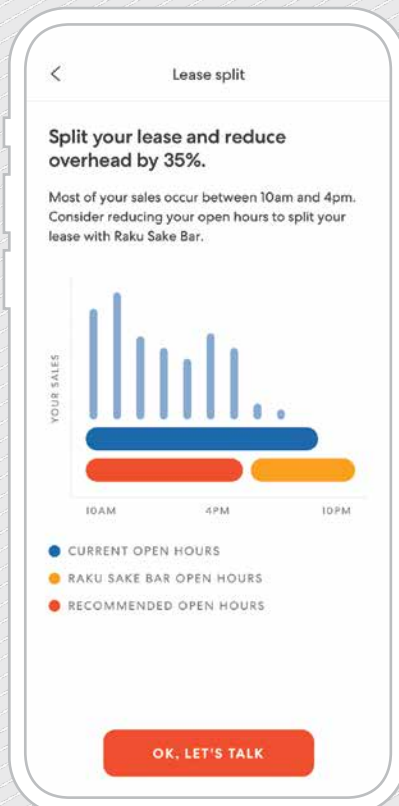 Lease split
Split your lease and reduce
overhead by 35%.
Most of your sales occur between 10am and 4pm.
Consider reducing your open hours to split your
lease with Raku Sake Bar.
YOUR SALES
10AM 4PM 10PM
CURRENT OPEN HOURS
RAKU SAKE BAR OPEN HOURS
RECOMMENDED OPEN HOURS
OK, LET'S TALK